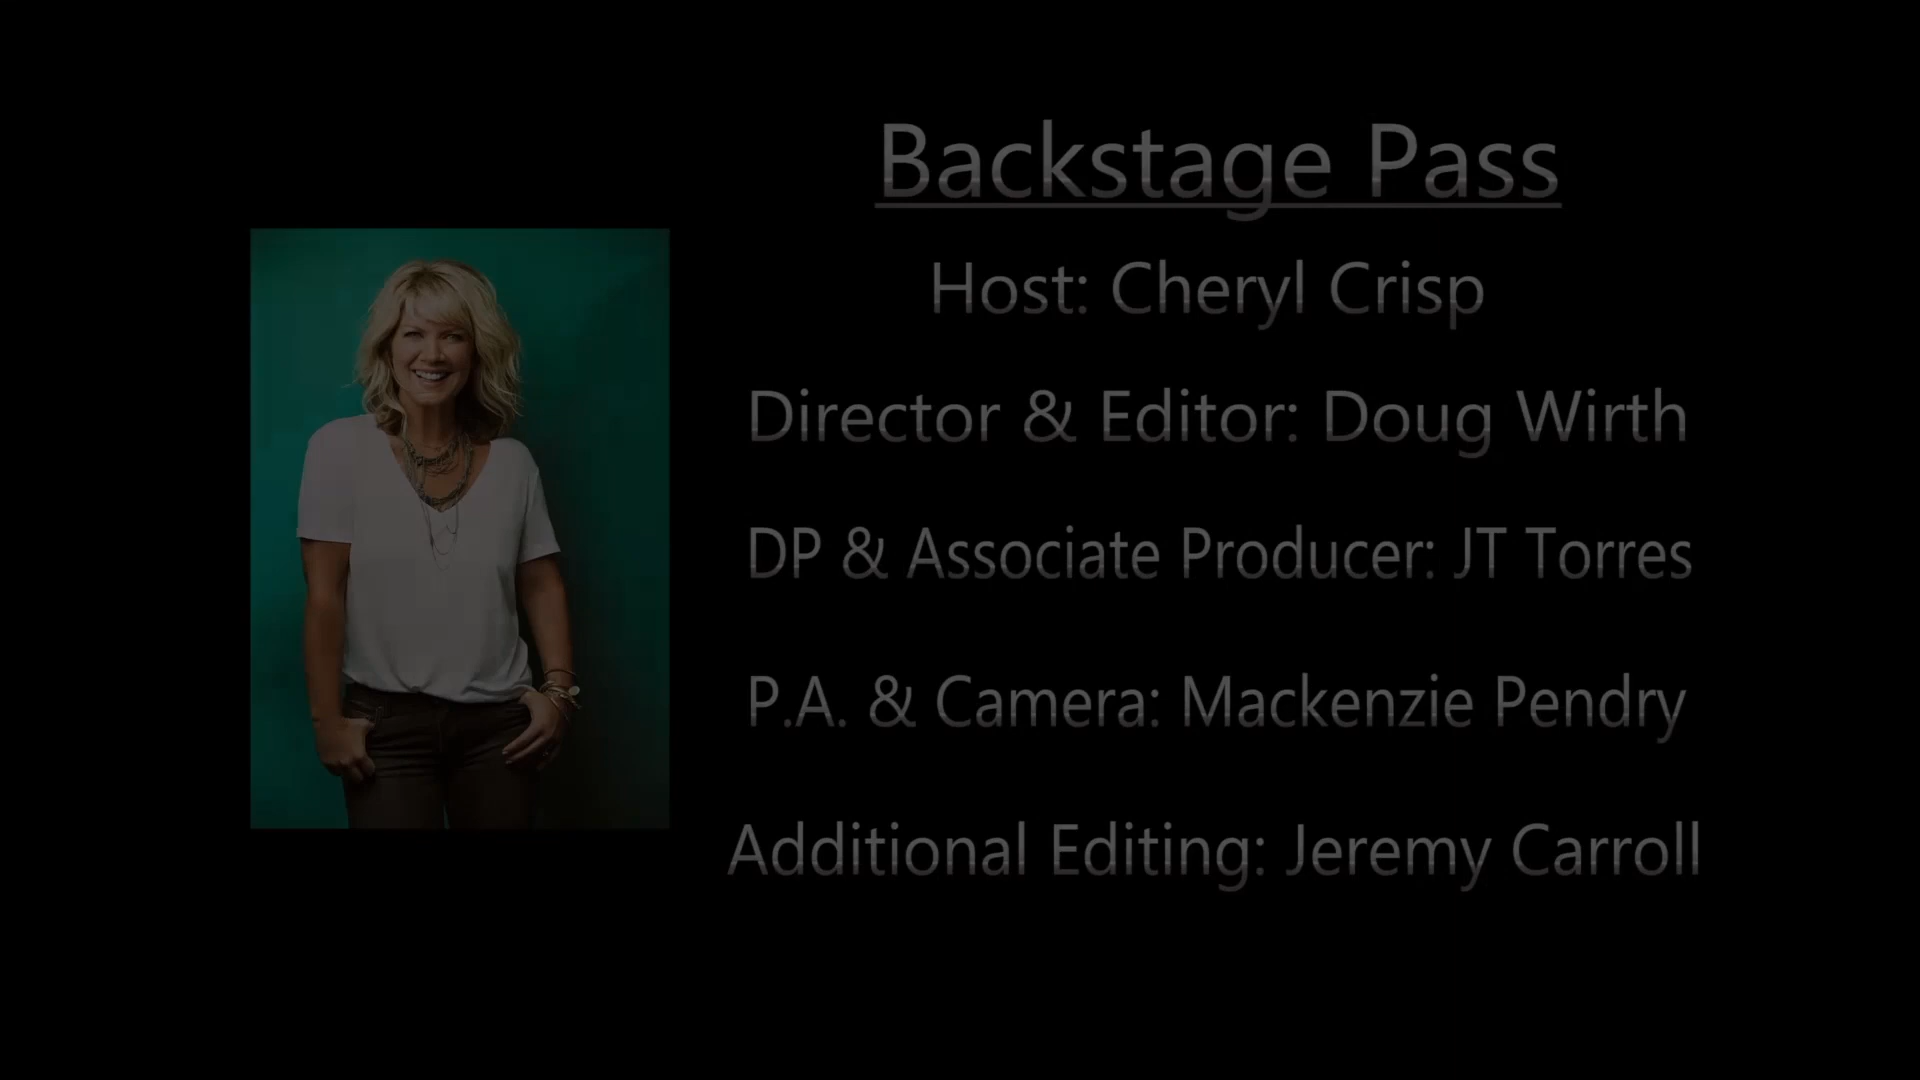 Backstage Pass
Host: Cheryl Crisp
Director & Editor: Doug Wirth
DP & Associate Producer: JT Torres
P.A. & Camera: Mackenzie Pendry
Additional Editing: Jeremy Carroll